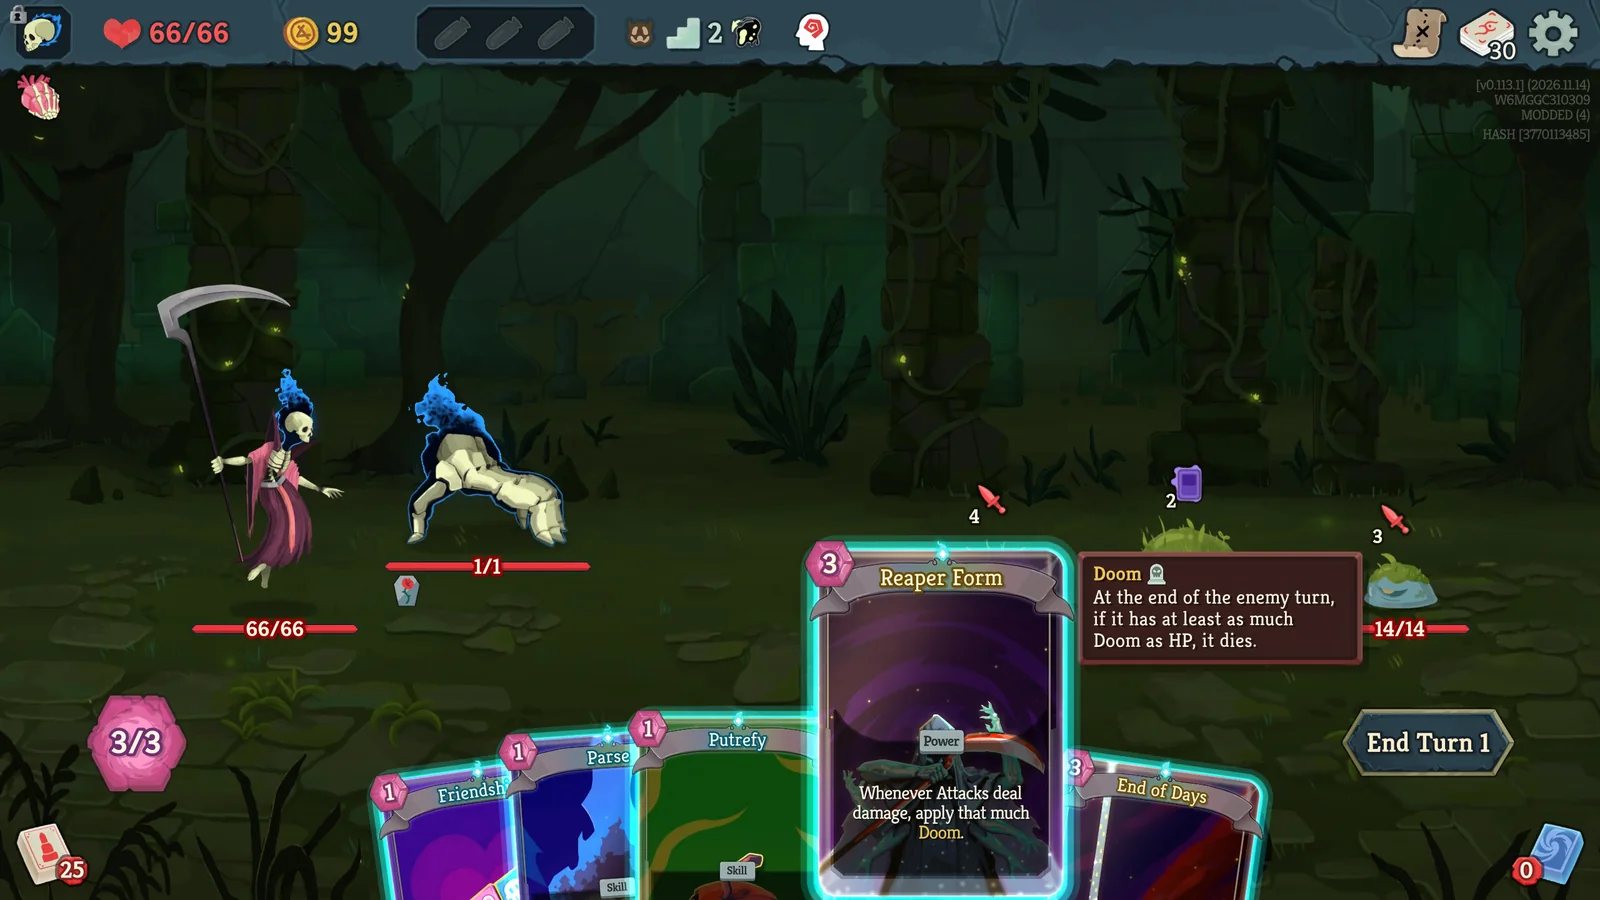 66/66
99
2
30
[v0.113.1] (2026.11.14)
W6MGGC310309
MODDED (4)
HASH [3770113485]
4
2
3
1/1
66/66
14/14
3/3
1
Friendsh
1
Parse
Skill
1
Putrefy
Skill
3
Reaper Form
Power
Whenever Attacks deal
damage, apply that much
Doom.
Doom
At the end of the enemy turn,
if it has at least as much
Doom as HP, it dies.
3
End of Days
End Turn 1
25
0